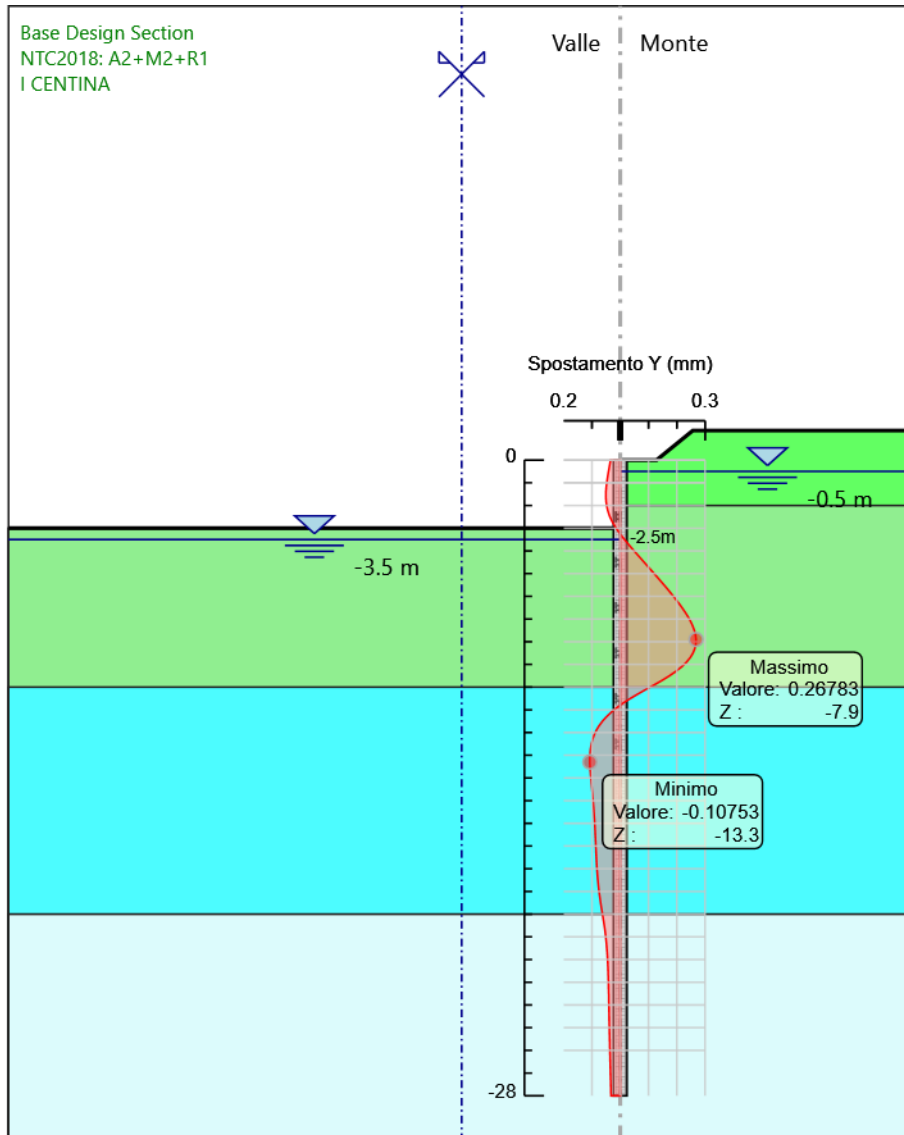 Base Design Section
NTC2018: A2+M2+R1
I CENTINA
Valle
Monte
Spostamento Y (mm)
0.2
0.3
0
-0.5 m
-2.5m
-3.5 m
Massimo
Valore: 0.26783
Z : -7.9
Minimo
Valore: -0.10753
Z : -13.3
-28